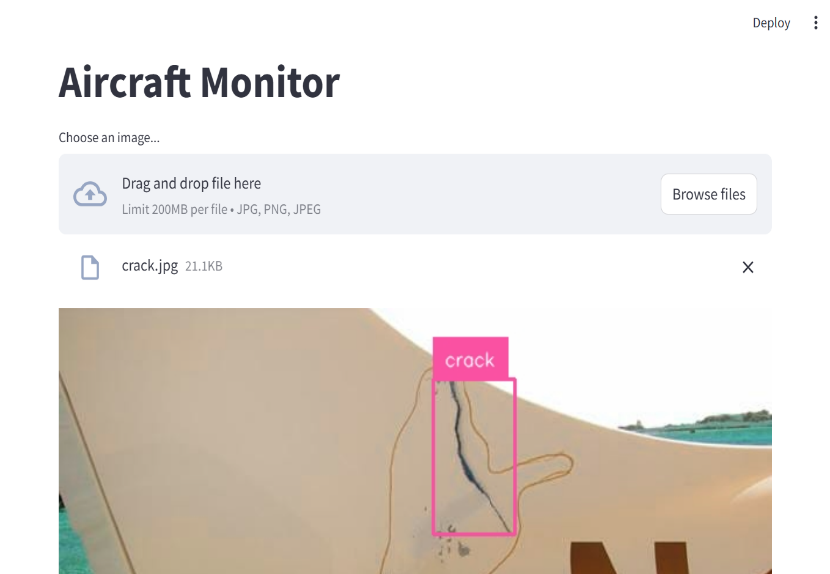 Deploy
Aircraft Monitor
Choose an image...
Drag and drop file here
Limit 200MB per file • JPG, PNG, JPEG
Browse files
crack.jpg 21.1KB
crack